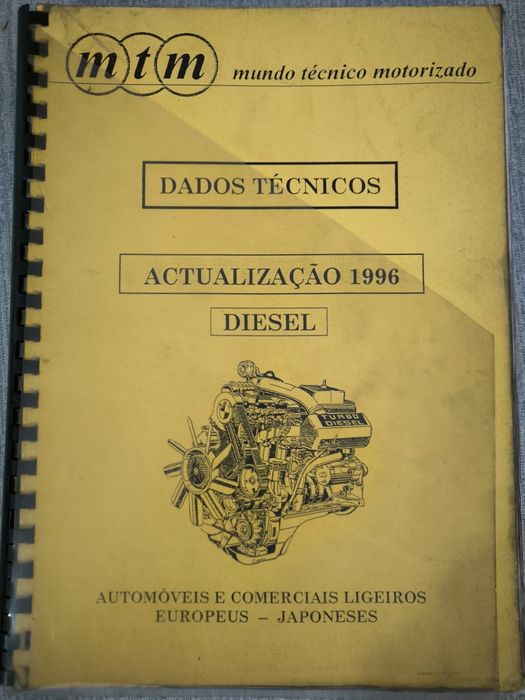 mtm mundo técnico motorizado
DADOS TÉCNICOS
ACTUALIZAÇÃO 1996
DIESEL
TURBO
DIESEL
AUTOMÓVEIS E COMERCIAIS LIGEIROS
EUROPEUS – JAPONESES